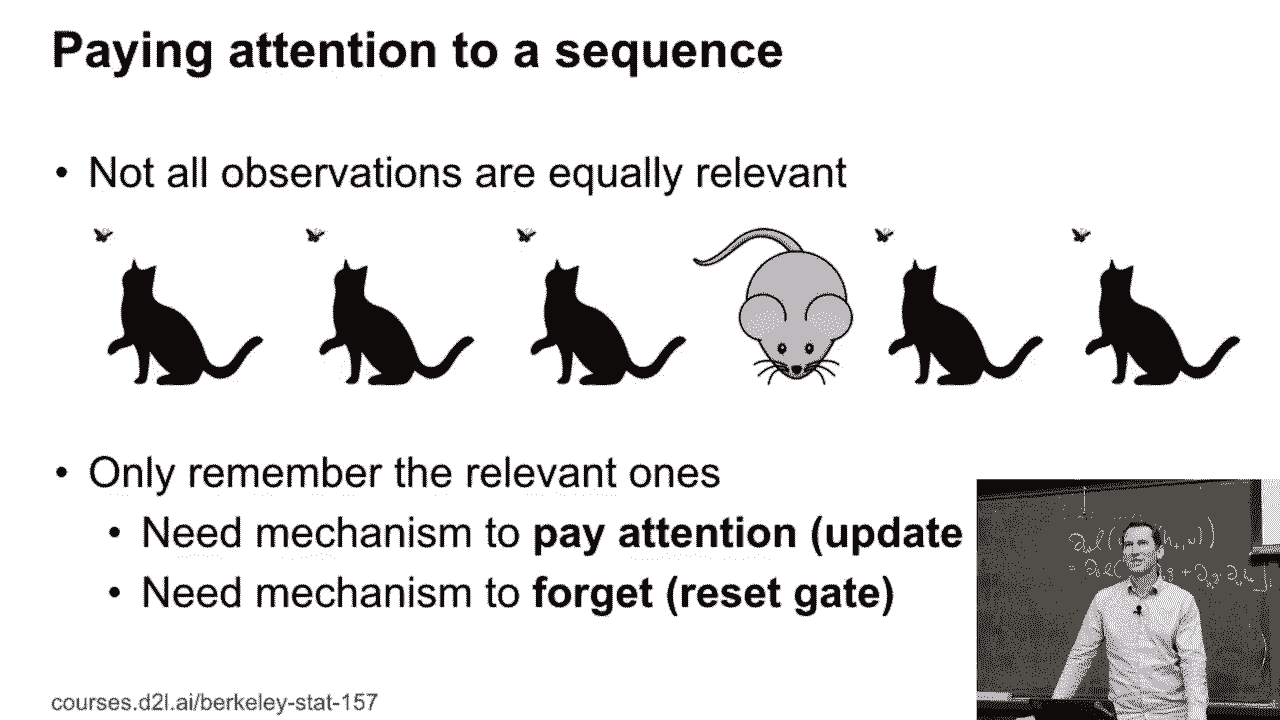 Paying attention to a sequence
• Not all observations are equally relevant
• Only remember the relevant ones
• Need mechanism to pay attention (update
• Need mechanism to forget (reset gate)
courses.d2l.ai/berkeley-stat-157